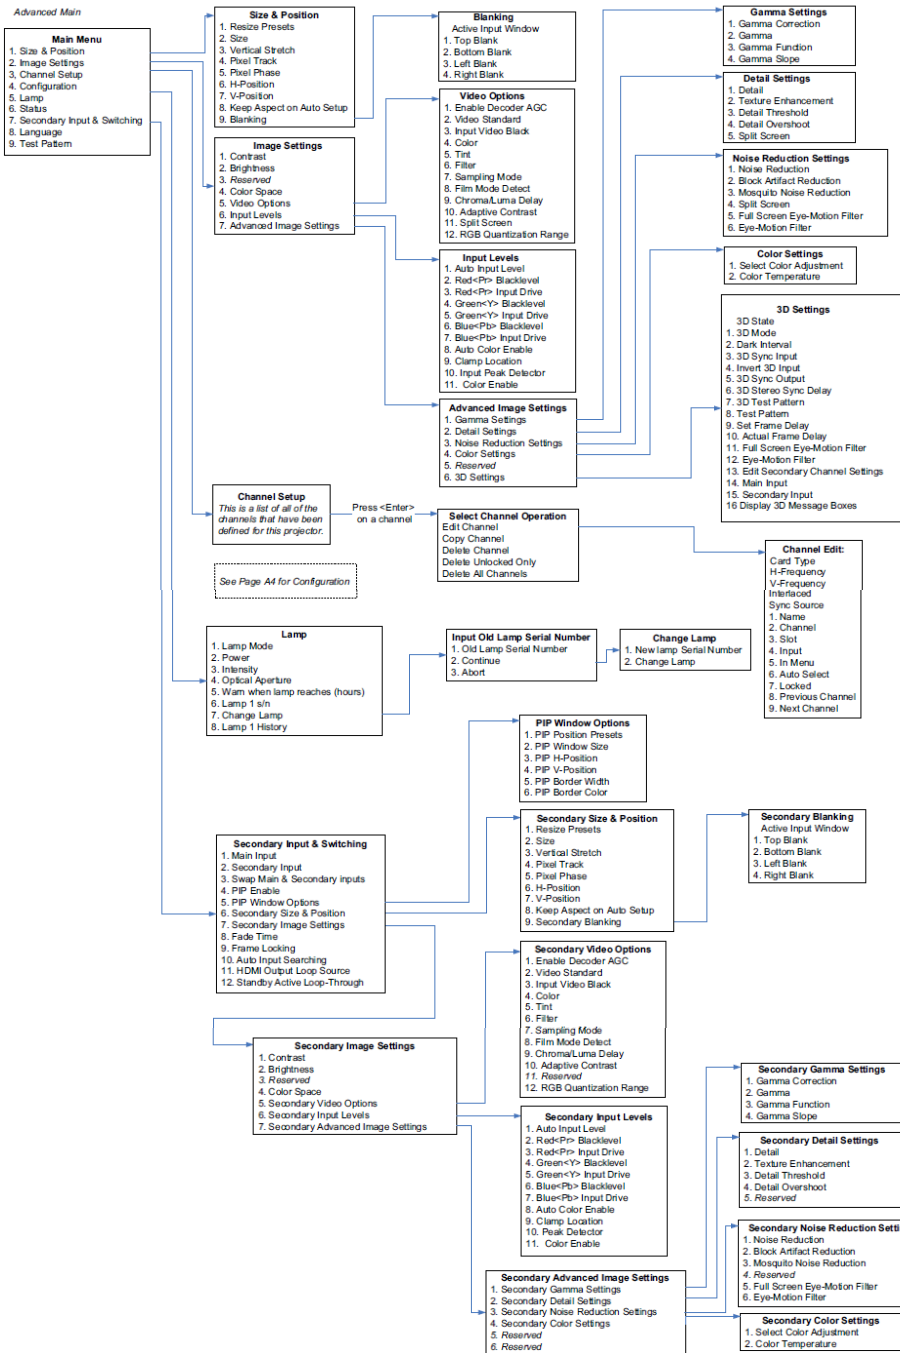 Advanced Main
Main Menu
1. Size & Position
2. Image Settings
3. Channel Setup
4. Configuration
5. Lamp
6. Status
7. Secondary Input & Switching
8. Language
9. Test Pattern
Size & Position
1. Resize Presets
2. Size
3. Vertical Stretch
4. Pixel Track
5. Pixel Phase
6. H-Position
7. V-Position
8. Keep Aspect on Auto Setup
9. Blanking
Blanking
Active Input Window
1. Top Blank
2. Bottom Blank
3. Left Blank
4. Right Blank
Gamma Settings
1. Gamma Correction
2. Gamma
3. Gamma Function
4. Gamma Slope
Detail Settings
1. Detail
2. Texture Enhancement
3. Detail Threshold
4. Detail Overshoot
5. Split Screen
Image Settings
1. Contrast
2. Brightness
3. Reserved
4. Color Space
5. Video Options
6. Input Levels
7. Advanced Image Settings
Video Options
1. Enable Decoder AGC
2. Video Standard
3. Input Video Black
4. Color
5. Tint
6. Filter
7. Sampling Mode
8. Film Mode Detect
9. Chroma/Luma Delay
10. Adaptive Contrast
11. Split Screen
12. RGB Quantization Range
Noise Reduction Settings
1. Noise Reduction
2. Block Artifact Reduction
3. Mosquito Noise Reduction
4. Split Screen
5. Full Screen Eye-Motion Filter
6. Eye-Motion Filter
Color Settings
1. Select Color Adjustment
2. Color Temperature
Input Levels
1. Auto Input Level
2. Red<Pr> Blacklevel
3. Red<Pr> Input Drive
4. Green<Y> Blacklevel
5. Green<Y> Input Drive
6. Blue<Pb> Blacklevel
7. Blue<Pb> Input Drive
8. Auto Color Enable
9. Clamp Location
10. Input Peak Detector
11. Color Enable
3D Settings
3D State
1. 3D Mode
2. Dark Interval
3. 3D Sync Input
4. Invert 3D Input
5. 3D Sync Output
6. 3D Stereo Sync Delay
7. 3D Test Pattern
8. Test Pattern
9. Set Frame Delay
10. Actual Frame Delay
11. Full Screen Eye-Motion Filter
12. Eye-Motion Filter
13. Edit Secondary Channel Settings
14. Main Input
15. Secondary Input
16 Display 3D Message Boxes
Advanced Image Settings
1. Gamma Settings
2. Detail Settings
3. Noise Reduction Settings
4. Color Settings
5. Reserved
6. 3D Settings
Channel Setup
This is a list of all of the
channels that have been
defined for this projector.
Press <Enter>
on a channel
Select Channel Operation
Edit Channel
Copy Channel
Delete Channel
Delete Unlocked Only
Delete All Channels
Channel Edit:
Card Type
H-Frequency
V-Frequency
Interlaced
Sync Source
1. Name
2. Channel
3. Slot
4. Input
5. In Menu
6. Auto Select
7. Locked
8. Previous Channel
9. Next Channel
See Page A4 for Configuration
Lamp
1. Lamp Mode
2. Power
3. Intensity
4. Optical Aperture
5. Warn when lamp reaches (hours)
6. Lamp 1 s/n
7. Change Lamp
8. Lamp 1 History
Input Old Lamp Serial Number
1. Old Lamp Serial Number
2. Continue
3. Abort
Change Lamp
1. New lamp Serial Number
2. Change Lamp
PIP Window Options
1. PIP Position Presets
2. PIP Window Size
3. PIP H-Position
4. PIP V-Position
5. PIP Border Width
6. PIP Border Color
Secondary Input & Switching
1. Main Input
2. Secondary Input
3. Swap Main & Secondary inputs
4. PIP Enable
5. PIP Window Options
6. Secondary Size & Position
7. Secondary Image Settings
8. Fade Time
9. Frame Locking
10. Auto Input Searching
11. HDMI Output Loop Source
12. Standby Active Loop-Through
Secondary Size & Position
1. Resize Presets
2. Size
3. Vertical Stretch
4. Pixel Track
5. Pixel Phase
6. H-Position
7. V-Position
8. Keep Aspect on Auto Setup
9. Secondary Blanking
Secondary Blanking
Active Input Window
1. Top Blank
2. Bottom Blank
3. Left Blank
4. Right Blank
Secondary Video Options
1. Enable Decoder AGC
2. Video Standard
3. Input Video Black
4. Color
5. Tint
6. Filter
7. Sampling Mode
8. Film Mode Detect
9. Chroma/Luma Delay
10. Adaptive Contrast
11. Reserved
12. RGB Quantization Range
Secondary Image Settings
1. Contrast
2. Brightness
3. Reserved
4. Color Space
5. Secondary Video Options
6. Secondary Input Levels
7. Secondary Advanced Image Settings
Secondary Input Levels
1. Auto Input Level
2. Red<Pr> Blacklevel
3. Red<Pr> Input Drive
4. Green<Y> Blacklevel
5. Green<Y> Input Drive
6. Blue<Pb> Blacklevel
7. Blue<Pb> Input Drive
8. Auto Color Enable
9. Clamp Location
10. Peak Detector
11. Color Enable
Secondary Gamma Settings
1. Gamma Correction
2. Gamma
3. Gamma Function
4. Gamma Slope
Secondary Detail Settings
1. Detail
2. Texture Enhancement
3. Detail Threshold
4. Detail Overshoot
5. Reserved
Secondary Noise Reduction Setti
1. Noise Reduction
2. Block Artifact Reduction
3. Mosquito Noise Reduction
4. Reserved
5. Full Screen Eye-Motion Filter
6. Eye-Motion Filter
Secondary Advanced Image Settings
1. Secondary Gamma Settings
2. Secondary Detail Settings
3. Secondary Noise Reduction Settings
4. Secondary Color Settings
5. Reserved
6. Reserved
Secondary Color Settings
1. Select Color Adjustment
2. Color Temperature